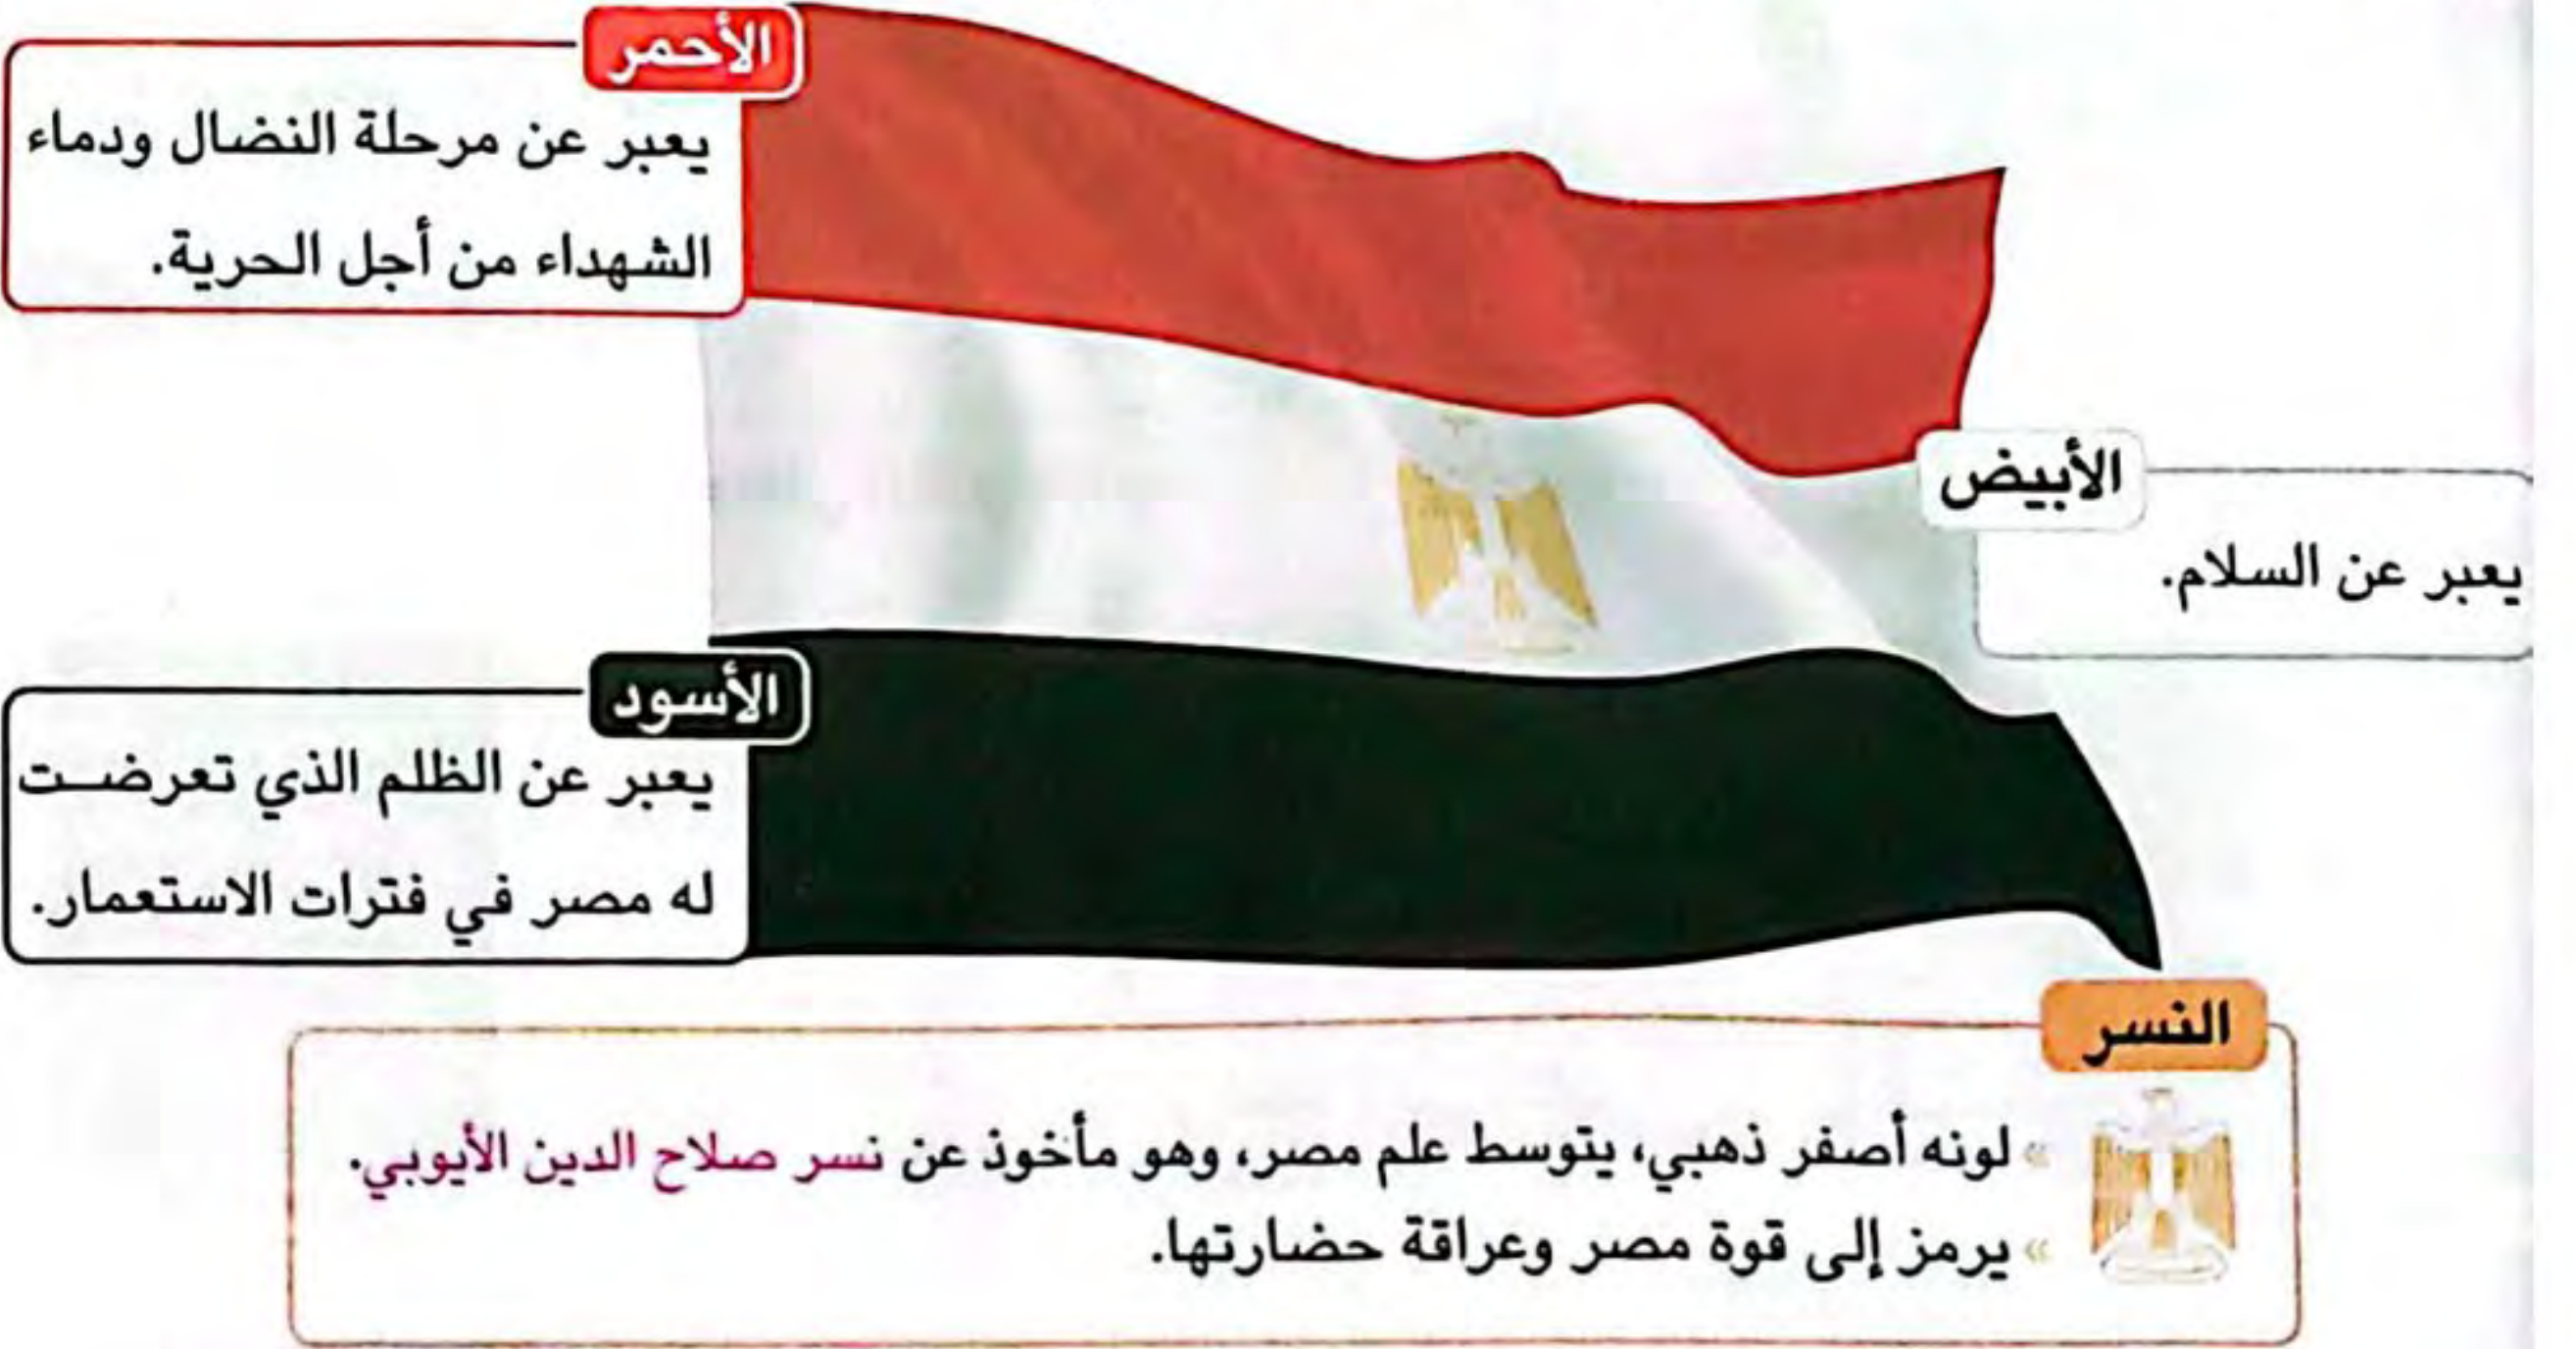 الأحمر
يعبر عن مرحلة النضال ودماء
الشهداء من أجل الحرية.
الأبيض
يعبر عن السلام.
الأسود
يعبر عن الظلم الذي تعرضت
له مصر في فترات الاستعمار.
النسر
» لونه أصفر ذهبي، يتوسط علم مصر، وهو مأخوذ عن نسر صلاح الدين الأيوبي.
» يرمز إلى قوة مصر وعراقة حضارتها.